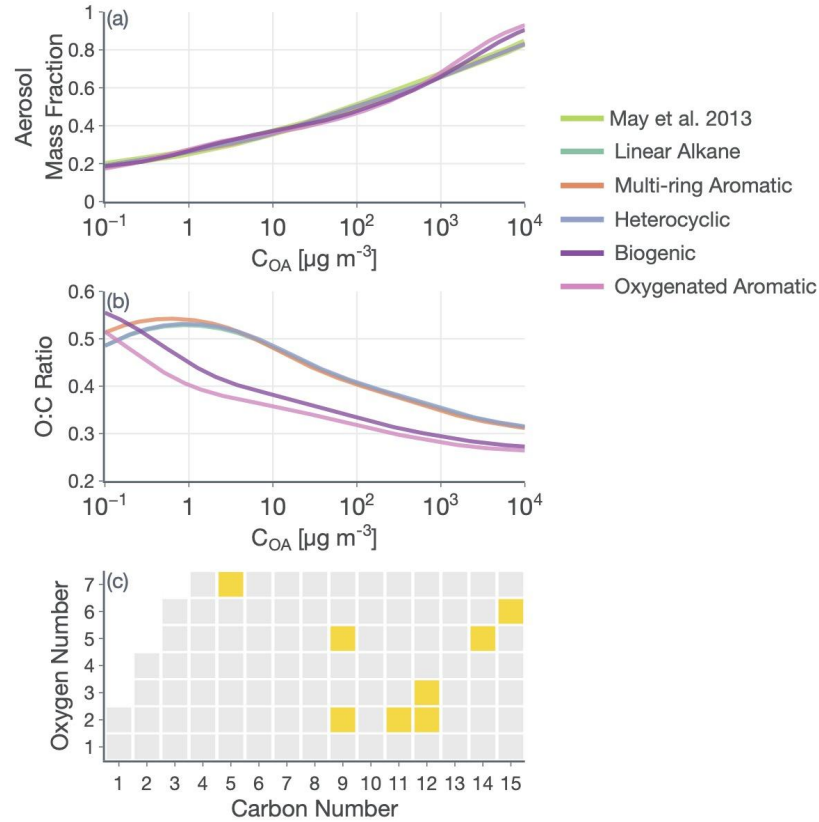 (a)
1
0.8
0.6
0.4
0.2
0
Aerosol
Mass Fraction
10⁻¹ 1 10 10² 10³ 10⁴
C_OA [µg m⁻³]
May et al. 2013
Linear Alkane
Multi-ring Aromatic
Heterocyclic
Biogenic
Oxygenated Aromatic
(b)
0.6
0.5
0.4
0.3
0.2
O:C Ratio
10⁻¹ 1 10 10² 10³ 10⁴
C_OA [µg m⁻³]
(c)
7
6
5
4
3
2
1
Oxygen Number
1 2 3 4 5 6 7 8 9 10 11 12 13 14 15
Carbon Number